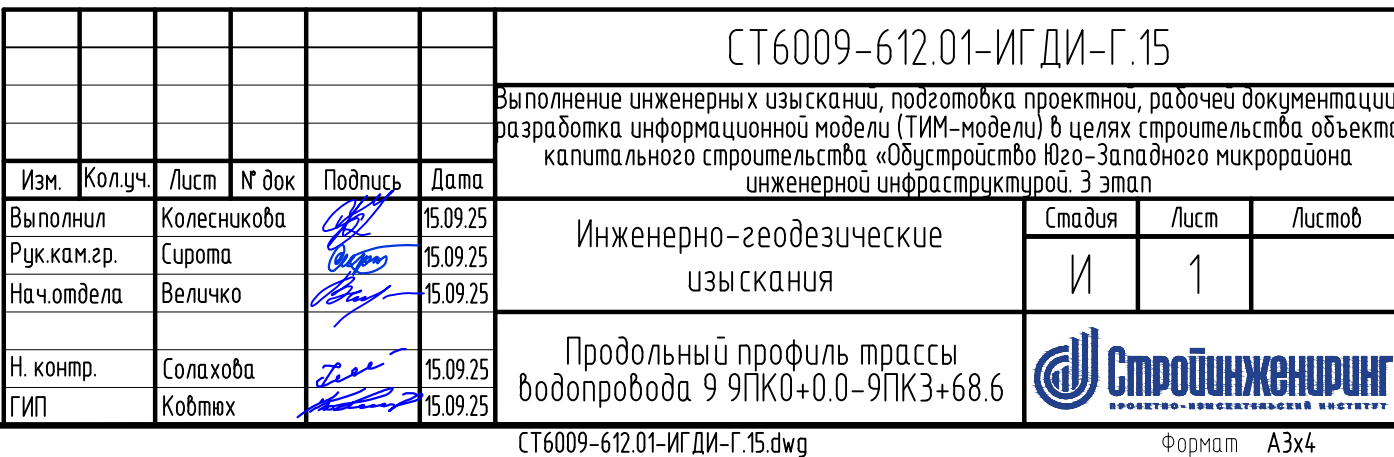 СТ6009-612.01-ИГДИ-Г.15
Выполнение инженерных изысканий, подготовка проектной, рабочей документации
разработка информационной модели (ТИМ-модели) в целях строительства объекта
капитального строительства «Обустройство Юго-Западного микрорайона
инженерной инфраструктурой. 3 этап
Изм. Кол.уч. Лист № док Подпись Дата
Выполнил Колесникова 15.09.25
Рук.кам.гр. Сирота 15.09.25
Нач.отдела Величко 15.09.25
Н. контр. Солахова 15.09.25
ГИП Ковтюх 15.09.25
Инженерно-геодезические
изыскания
Стадия Лист Листов
И 1
Продольный профиль трассы
водопровода 9 9ПК0+0.0-9ПК3+68.6
Стройинжениринг
ПРОЕКТНО-ИЗЫСКАТЕЛЬСКИЙ ИНСТИТУТ
СТ6009-612.01-ИГДИ-Г.15.dwg
Формат А3х4